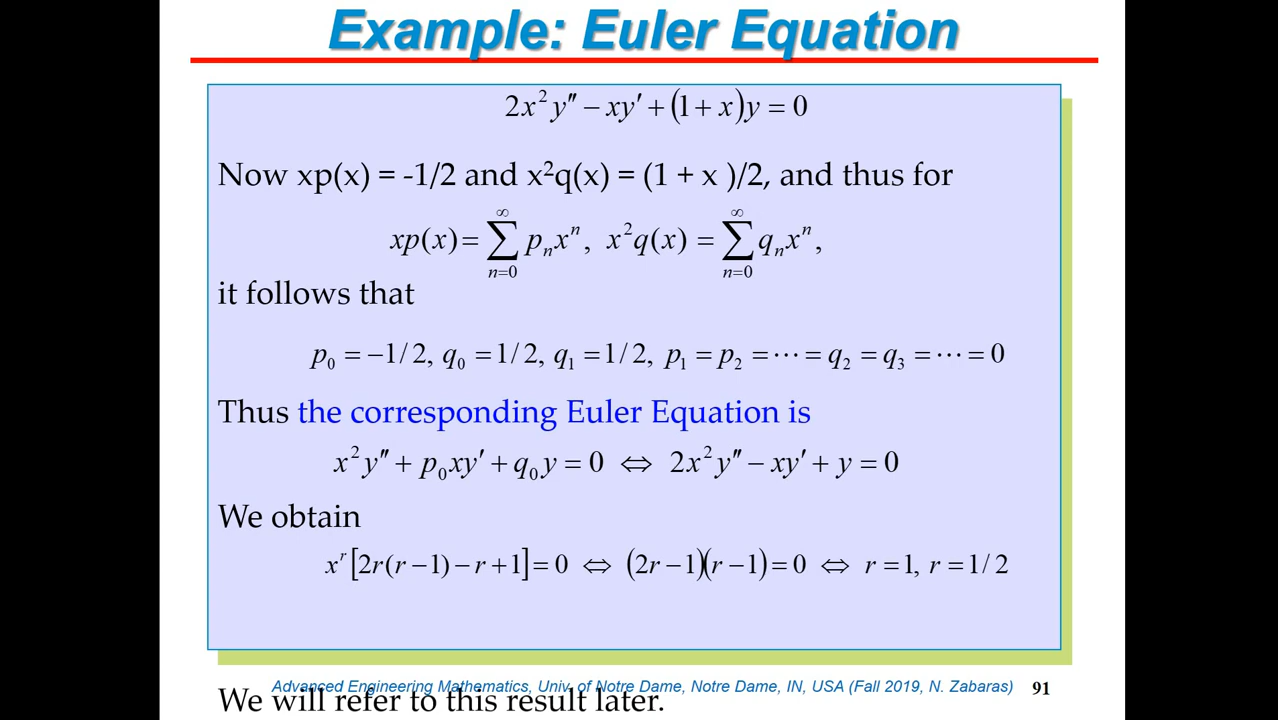 Example: Euler Equation
2x²y″ − xy′ + (1 + x)y = 0
Now xp(x) = -1/2 and x²q(x) = (1 + x )/2, and thus for
xp(x) = ∑_{n=0}^{∞} pₙxⁿ, x²q(x) = ∑_{n=0}^{∞} qₙxⁿ,
it follows that
p₀ = −1/ 2, q₀ = 1/ 2, q₁ = 1/ 2, p₁ = p₂ = ⋯ = q₂ = q₃ = ⋯ = 0
Thus the corresponding Euler Equation is
x²y″ + p₀xy′ + q₀y = 0 ⇔ 2x²y″ − xy′ + y = 0
We obtain
xʳ[2r(r − 1) − r + 1] = 0 ⇔ (2r − 1)(r − 1) = 0 ⇔ r = 1, r = 1/ 2
Advanced Engineering Mathematics, Univ. of Notre Dame, Notre Dame, IN, USA (Fall 2019, N. Zabaras) 91
We will refer to this result later.